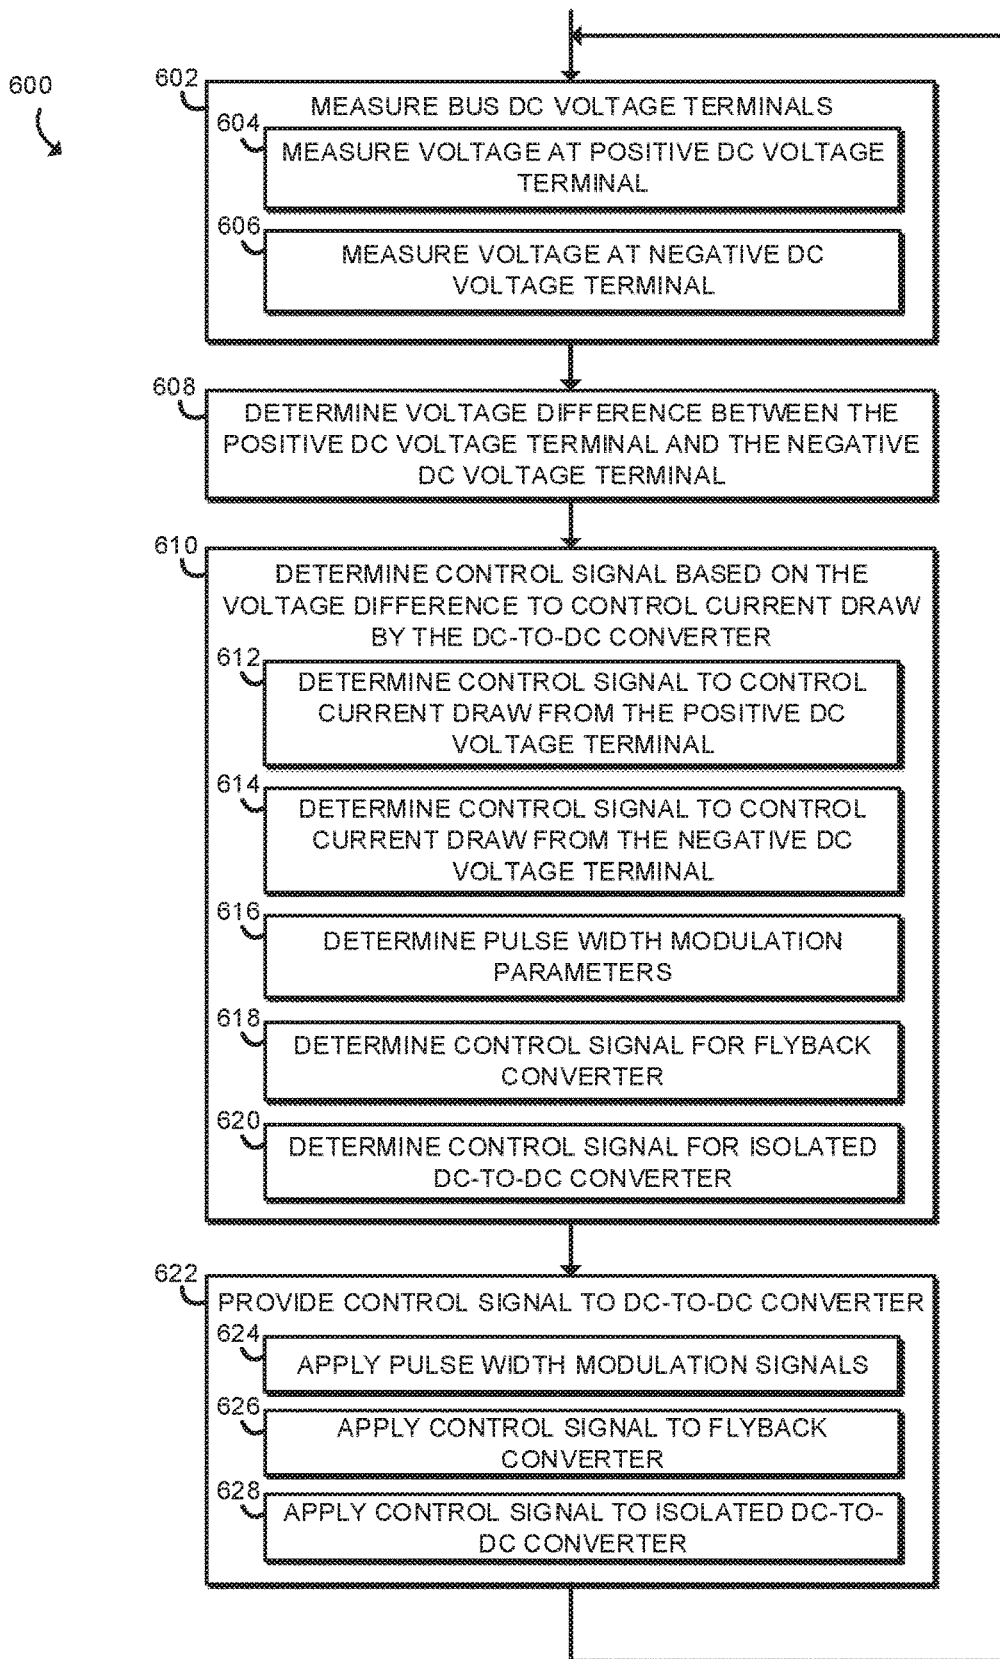 600
602
MEASURE BUS DC VOLTAGE TERMINALS
604
MEASURE VOLTAGE AT POSITIVE DC VOLTAGE
TERMINAL
606
MEASURE VOLTAGE AT NEGATIVE DC
VOLTAGE TERMINAL
608
DETERMINE VOLTAGE DIFFERENCE BETWEEN THE
POSITIVE DC VOLTAGE TERMINAL AND THE NEGATIVE
DC VOLTAGE TERMINAL
610
DETERMINE CONTROL SIGNAL BASED ON THE
VOLTAGE DIFFERENCE TO CONTROL CURRENT DRAW
BY THE DC-TO-DC CONVERTER
612
DETERMINE CONTROL SIGNAL TO CONTROL
CURRENT DRAW FROM THE POSITIVE DC
VOLTAGE TERMINAL
614
DETERMINE CONTROL SIGNAL TO CONTROL
CURRENT DRAW FROM THE NEGATIVE DC
VOLTAGE TERMINAL
616
DETERMINE PULSE WIDTH MODULATION
PARAMETERS
618
DETERMINE CONTROL SIGNAL FOR FLYBACK
CONVERTER
620
DETERMINE CONTROL SIGNAL FOR ISOLATED
DC-TO-DC CONVERTER
622
PROVIDE CONTROL SIGNAL TO DC-TO-DC CONVERTER
624
APPLY PULSE WIDTH MODULATION SIGNALS
626
APPLY CONTROL SIGNAL TO FLYBACK
CONVERTER
628
APPLY CONTROL SIGNAL TO ISOLATED DC-TO-
DC CONVERTER